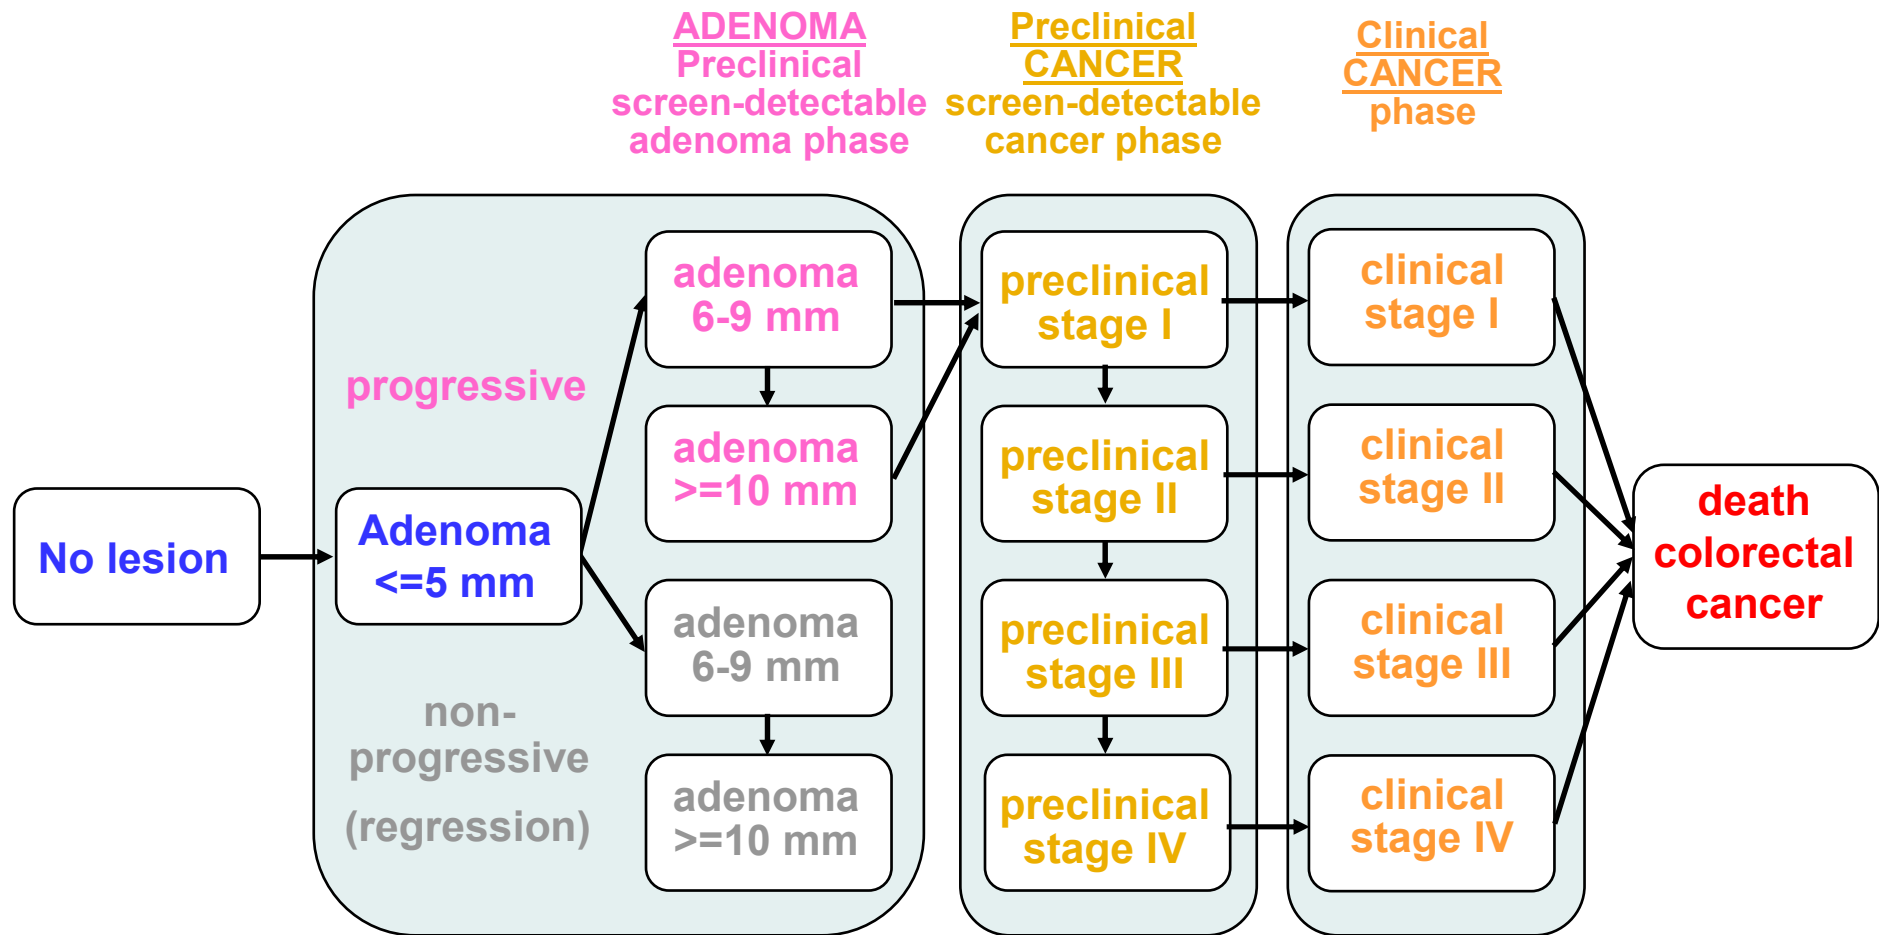 ADENOMA
Preclinical
screen-detectable
adenoma phase
Preclinical
CANCER
screen-detectable
cancer phase
Clinical
CANCER
phase
No lesion
progressive
Adenoma
<=5 mm
non-
progressive
(regression)
adenoma
6-9 mm
adenoma
>=10 mm
adenoma
6-9 mm
adenoma
>=10 mm
preclinical
stage I
preclinical
stage II
preclinical
stage III
preclinical
stage IV
clinical
stage I
clinical
stage II
clinical
stage III
clinical
stage IV
death
colorectal
cancer